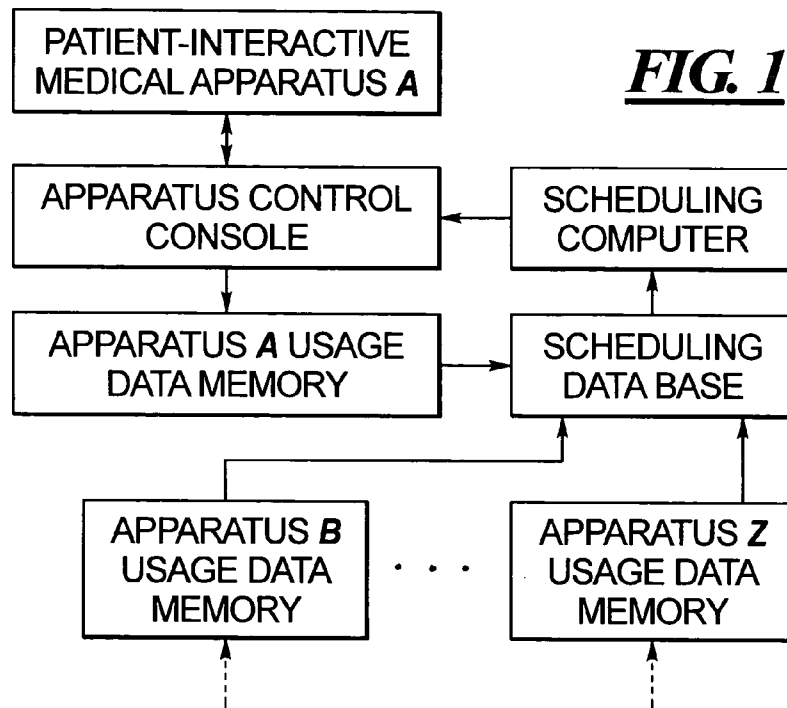 PATIENT-INTERACTIVE
MEDICAL APPARATUS A
FIG. 1
APPARATUS CONTROL
CONSOLE
SCHEDULING
COMPUTER
APPARATUS A USAGE
DATA MEMORY
SCHEDULING
DATA BASE
APPARATUS B
USAGE DATA
MEMORY
. . .
APPARATUS Z
USAGE DATA
MEMORY